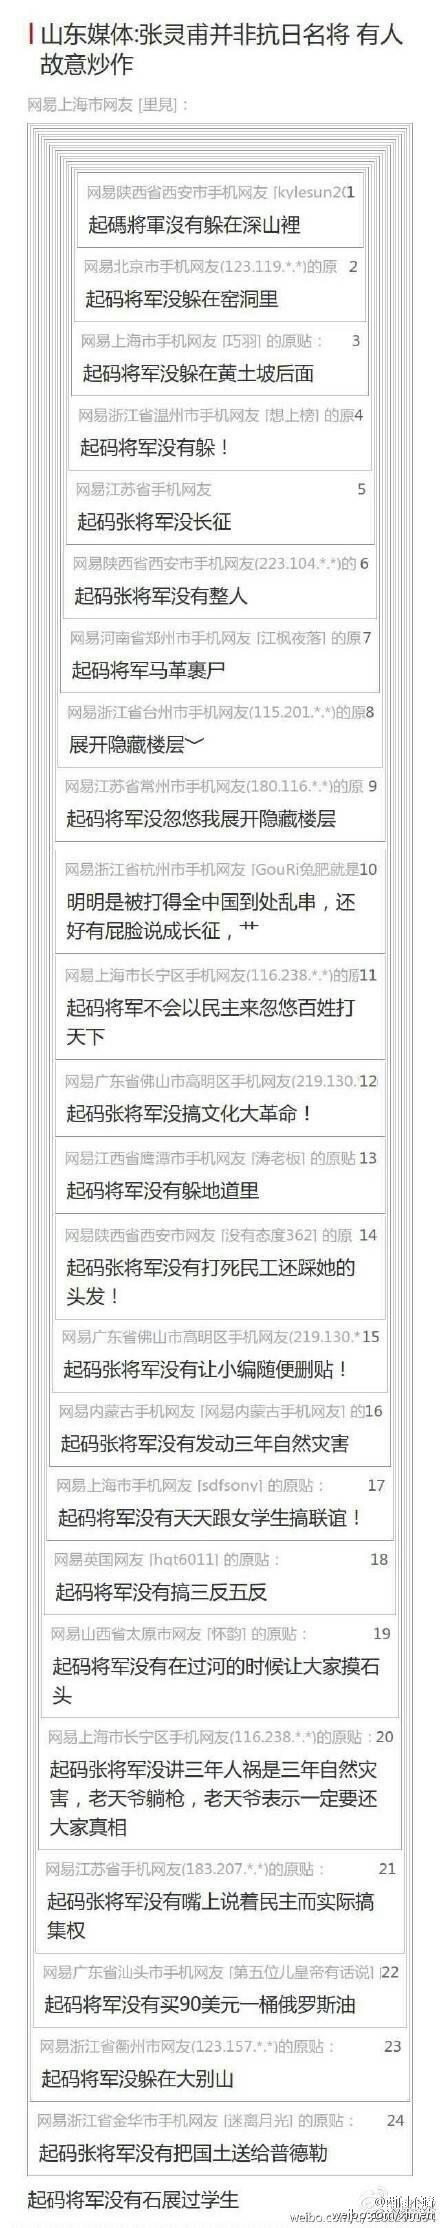 山东媒体:张灵甫并非抗日名将 有人
故意炒作
网易上海市网友 [里見]：
网易陕西省西安市手机网友 [kylesun20
1
起碼將軍沒有躲在深山裡
网易北京市手机网友(123.119.*.*)的原
2
起码将军没躲在窑洞里
网易上海市手机网友 [巧羽] 的原贴：
3
起码将军没躲在黄土坡后面
网易浙江省温州市手机网友 [想上榜] 的原
4
起码将军没有躲！
网易江苏省手机网友
5
起码张将军没长征
网易陕西省西安市手机网友(223.104.*.*)的
6
起码张将军没有整人
网易河南省郑州市手机网友 [江枫夜落] 的原
7
起码将军马革裹尸
网易浙江省台州市手机网友(115.201.*.*)的原
8
展开隐藏楼层﹀
网易江苏省常州市手机网友(180.116.*.*)的原
9
起码将军没忽悠我展开隐藏楼层
网易浙江省杭州市手机网友 [GouRi兔肥就是
10
明明是被打得全中国到处乱串，还
好有屁脸说成长征，艹
网易上海市长宁区手机网友(116.238.*.*)的原
11
起码将军不会以民主来忽悠百姓打
天下
网易广东省佛山市高明区手机网友(219.130.
12
起码张将军没搞文化大革命！
网易江西省鹰潭市手机网友 [涛老板] 的原贴
13
起码将军没有躲地道里
网易陕西省西安市网友 [没有态度362] 的原
14
起码张将军没有打死民工还踩她的
头发！
网易广东省佛山市高明区手机网友(219.130.*
15
起码张将军没有让小编随便删贴！
网易内蒙古手机网友 [网易内蒙古手机网友] 的
16
起码张将军没有发动三年自然灾害
网易上海市手机网友 [sdfsony] 的原贴：
17
起码将军没有天天跟女学生搞联谊！
网易英国网友 [hqt6011] 的原贴：
18
起码将军没有搞三反五反
网易山西省太原市网友 [怀韵] 的原贴：
19
起码将军没有在过河的时候让大家摸石
头
网易上海市长宁区手机网友(116.238.*.*)的原贴：
20
起码张将军没讲三年人祸是三年自然灾
害，老天爷躺枪，老天爷表示一定要还
大家真相
网易江苏省手机网友(183.207.*.*)的原贴：
21
起码张将军没有嘴上说着民主而实际搞
集权
网易广东省汕头市手机网友 [第五位儿皇帝有话说]
22
起码将军没有买90美元一桶俄罗斯油
网易浙江省衢州市网友(123.157.*.*)的原贴：
23
起码将军没躲在大别山
网易浙江省金华市手机网友 [迷离月光] 的原贴：
24
起码张将军没有把国土送给普德勒
起码将军没有石展过学生